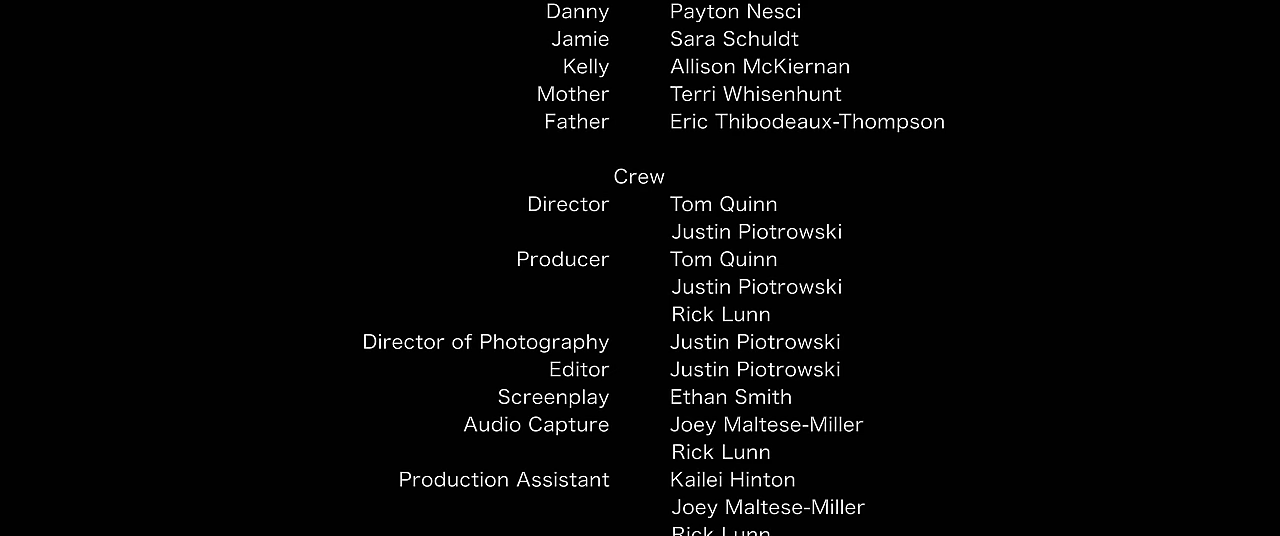 Danny Payton Nesci
Jamie Sara Schuldt
Kelly Allison McKiernan
Mother Terri Whisenhunt
Father Eric Thibodeaux-Thompson
Crew
Director Tom Quinn
Justin Piotrowski
Producer Tom Quinn
Justin Piotrowski
Rick Lunn
Director of Photography Justin Piotrowski
Editor Justin Piotrowski
Screenplay Ethan Smith
Audio Capture Joey Maltese-Miller
Rick Lunn
Production Assistant Kailei Hinton
Joey Maltese-Miller
Rick Lunn